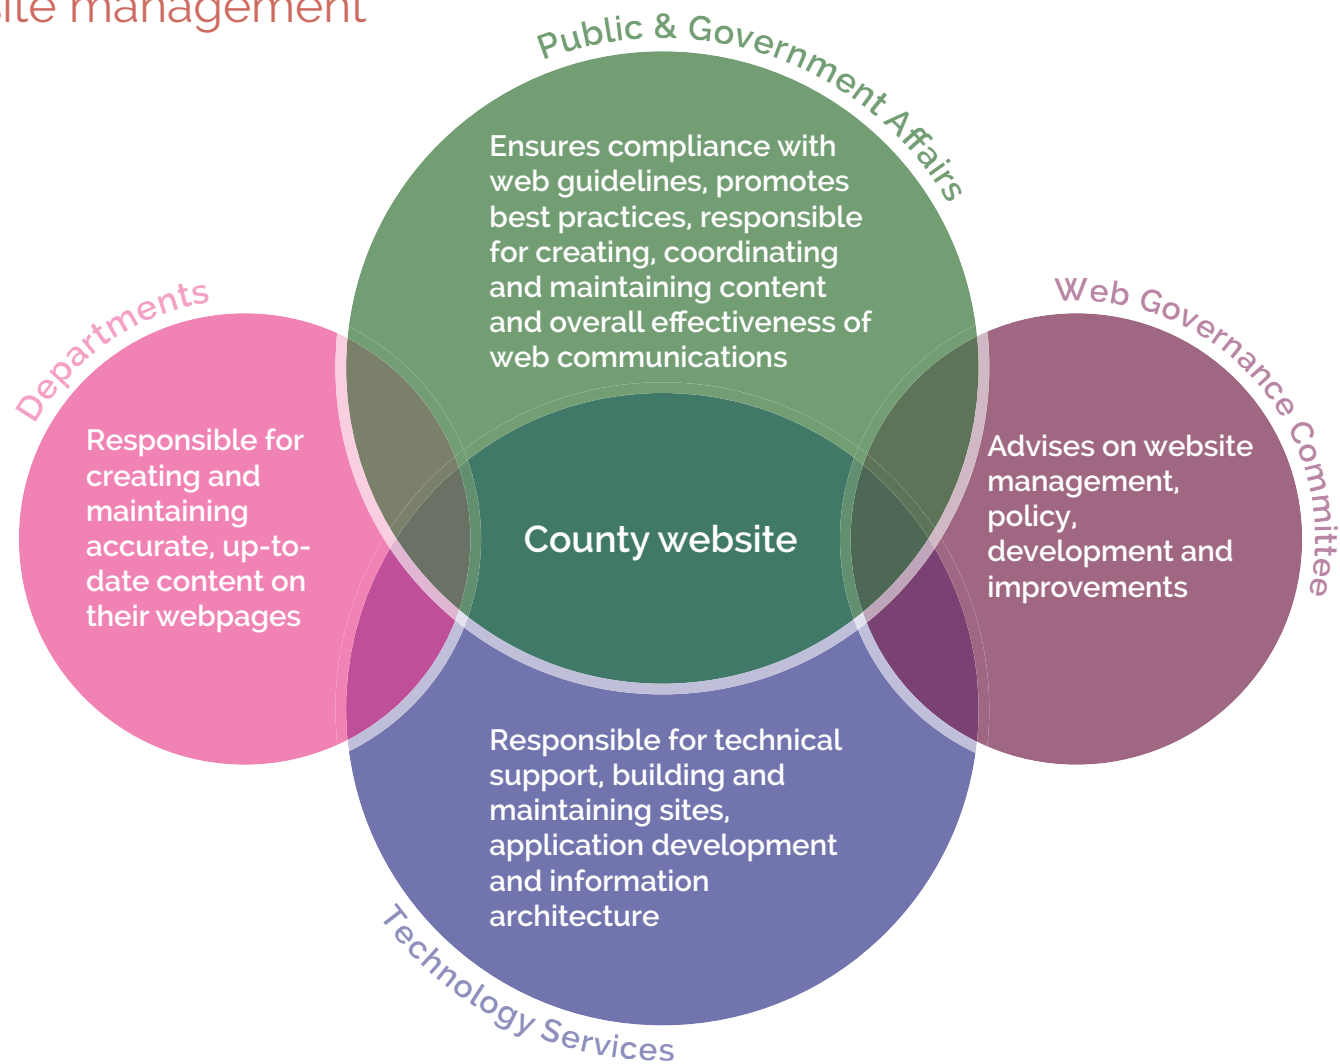 site management
Public & Government Affairs
Ensures compliance with
web guidelines, promotes
best practices, responsible
for creating, coordinating
and maintaining content
and overall effectiveness of
web communications
Departments
Responsible for
creating and
maintaining
accurate, up-to-
date content on
their webpages
County website
Web Governance Committee
Advises on website
management,
policy,
development and
improvements
Responsible for technical
support, building and
maintaining sites,
application development
and information
architecture
Technology Services